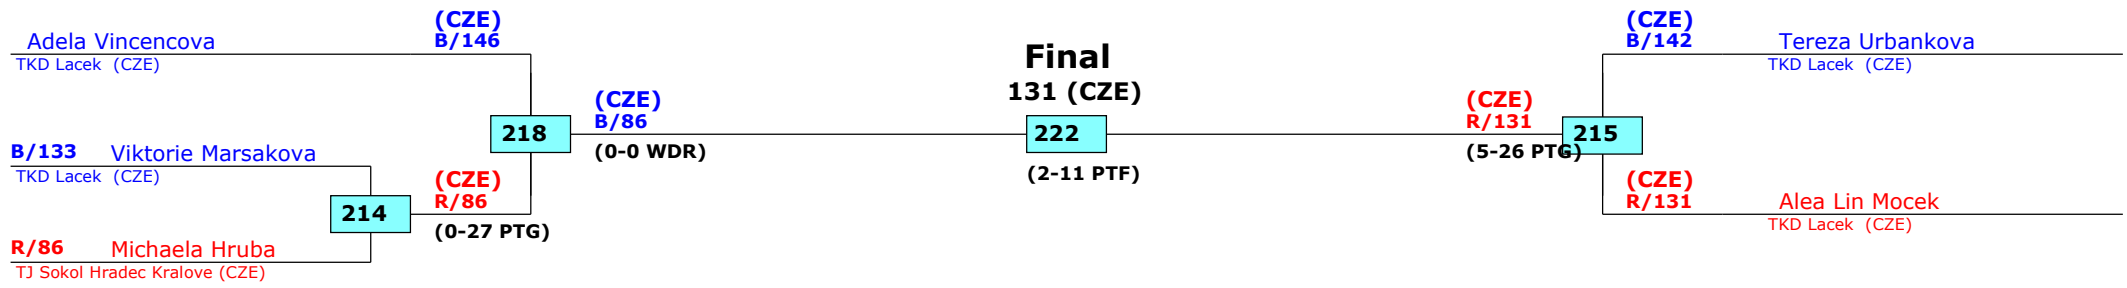 (CZE)
B/146
Adela Vincencova
TKD Lacek (CZE)
B/133 Viktorie Marsakova
TKD Lacek (CZE)
R/86 Michaela Hruba
TJ Sokol Hradec Kralove (CZE)
214
(CZE)
R/86
(0-27 PTG)
218
(CZE)
B/86
(0-0 WDR)
Final
131 (CZE)
222
(2-11 PTF)
(CZE)
R/131
(5-26 PTG)
215
(CZE)
B/142
Tereza Urbankova
TKD Lacek (CZE)
(CZE)
R/131
Alea Lin Mocek
TKD Lacek (CZE)